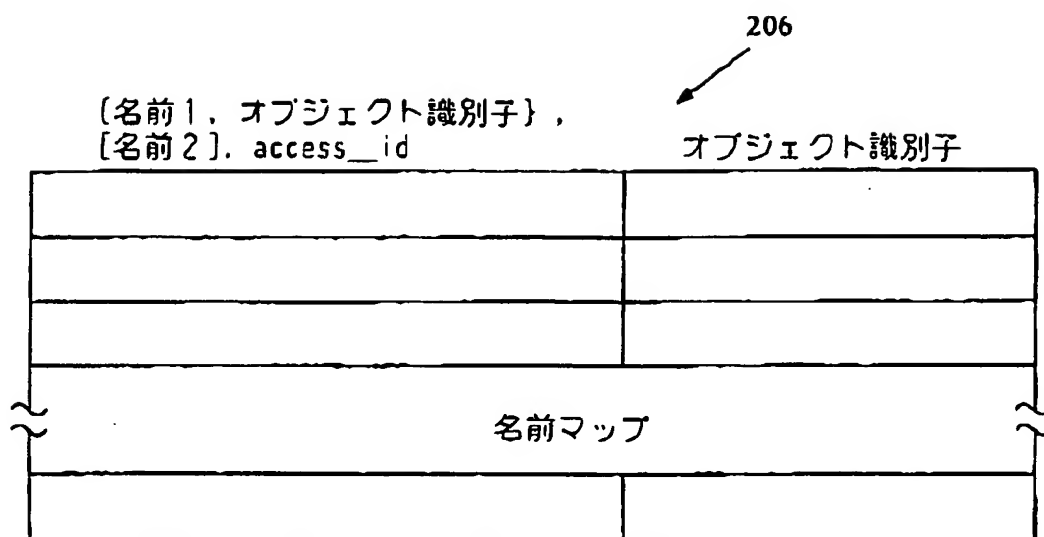 206
{名前1, オブジェクト識別子},
[名前2]. access__id
オブジェクト識別子
名前マップ